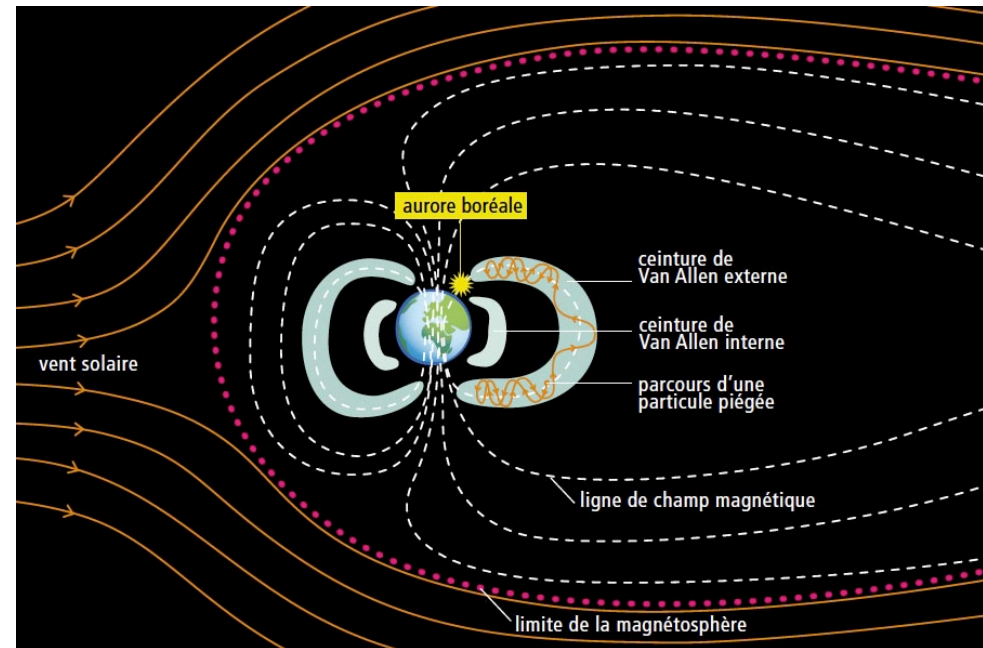 aurore boréale
ceinture de
Van Allen externe
ceinture de
Van Allen interne
vent solaire
parcours d’une
particule piégée
ligne de champ magnétique
limite de la magnétosphère